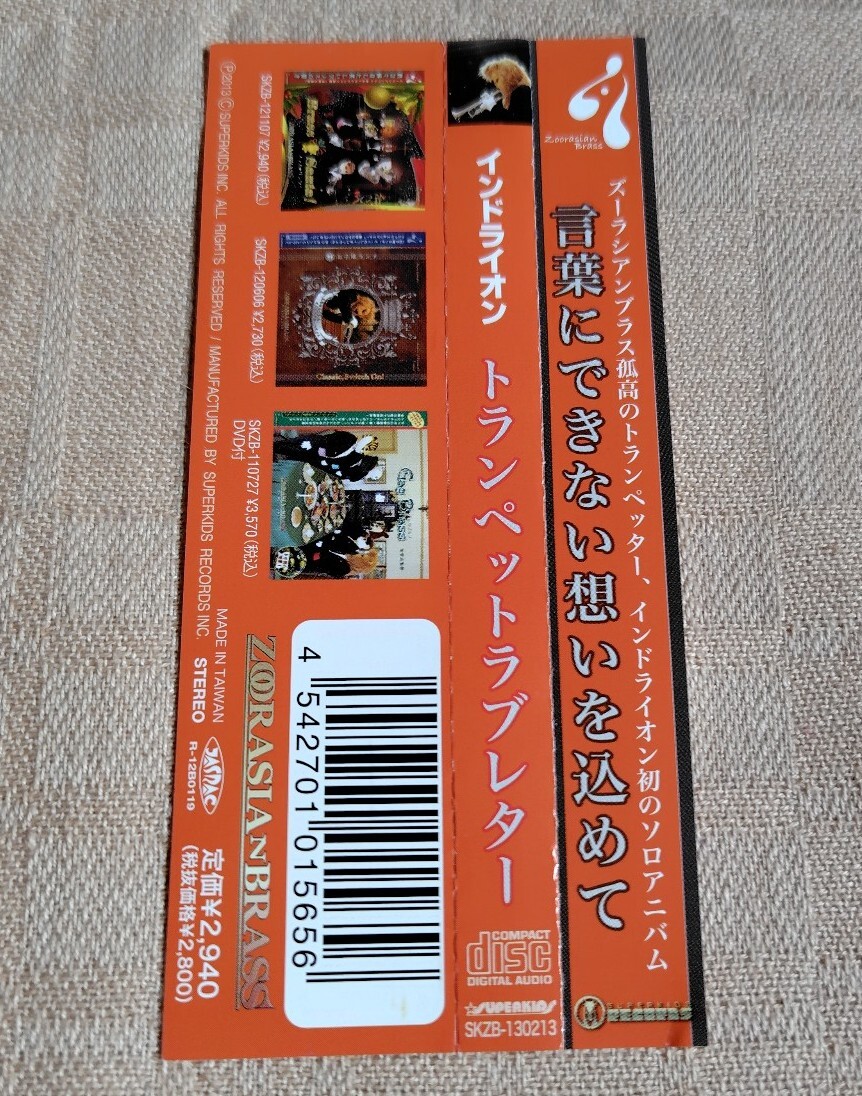 Zoorasian
Brass
ズーラシアンブラス孤高のトランペッター、インドライオン初のソロアニバム
言葉にできない想いを込めて
インドライオン トランペットラブレター
COMPACT
disc
DIGITAL AUDIO
SUPERKIDS
SKZB-130213
SKZB-121107 ¥2,940(税込)
Classic, Switch On!
SKZB-120606 ¥2,730(税込)
SKZB-110727 ¥3,570(税込)
DVD付
4 542701 015656
ZOORASIAN BRASS
Ⓟ2013 Ⓒ SUPERKIDS INC. ALL RIGHTS RESERVED / MANUFACTURED BY SUPERKIDS RECORDS INC.
MADE IN TAIWAN
STEREO
JASRAC
R-12B0119
定価¥2,940
(税抜価格¥2,800)